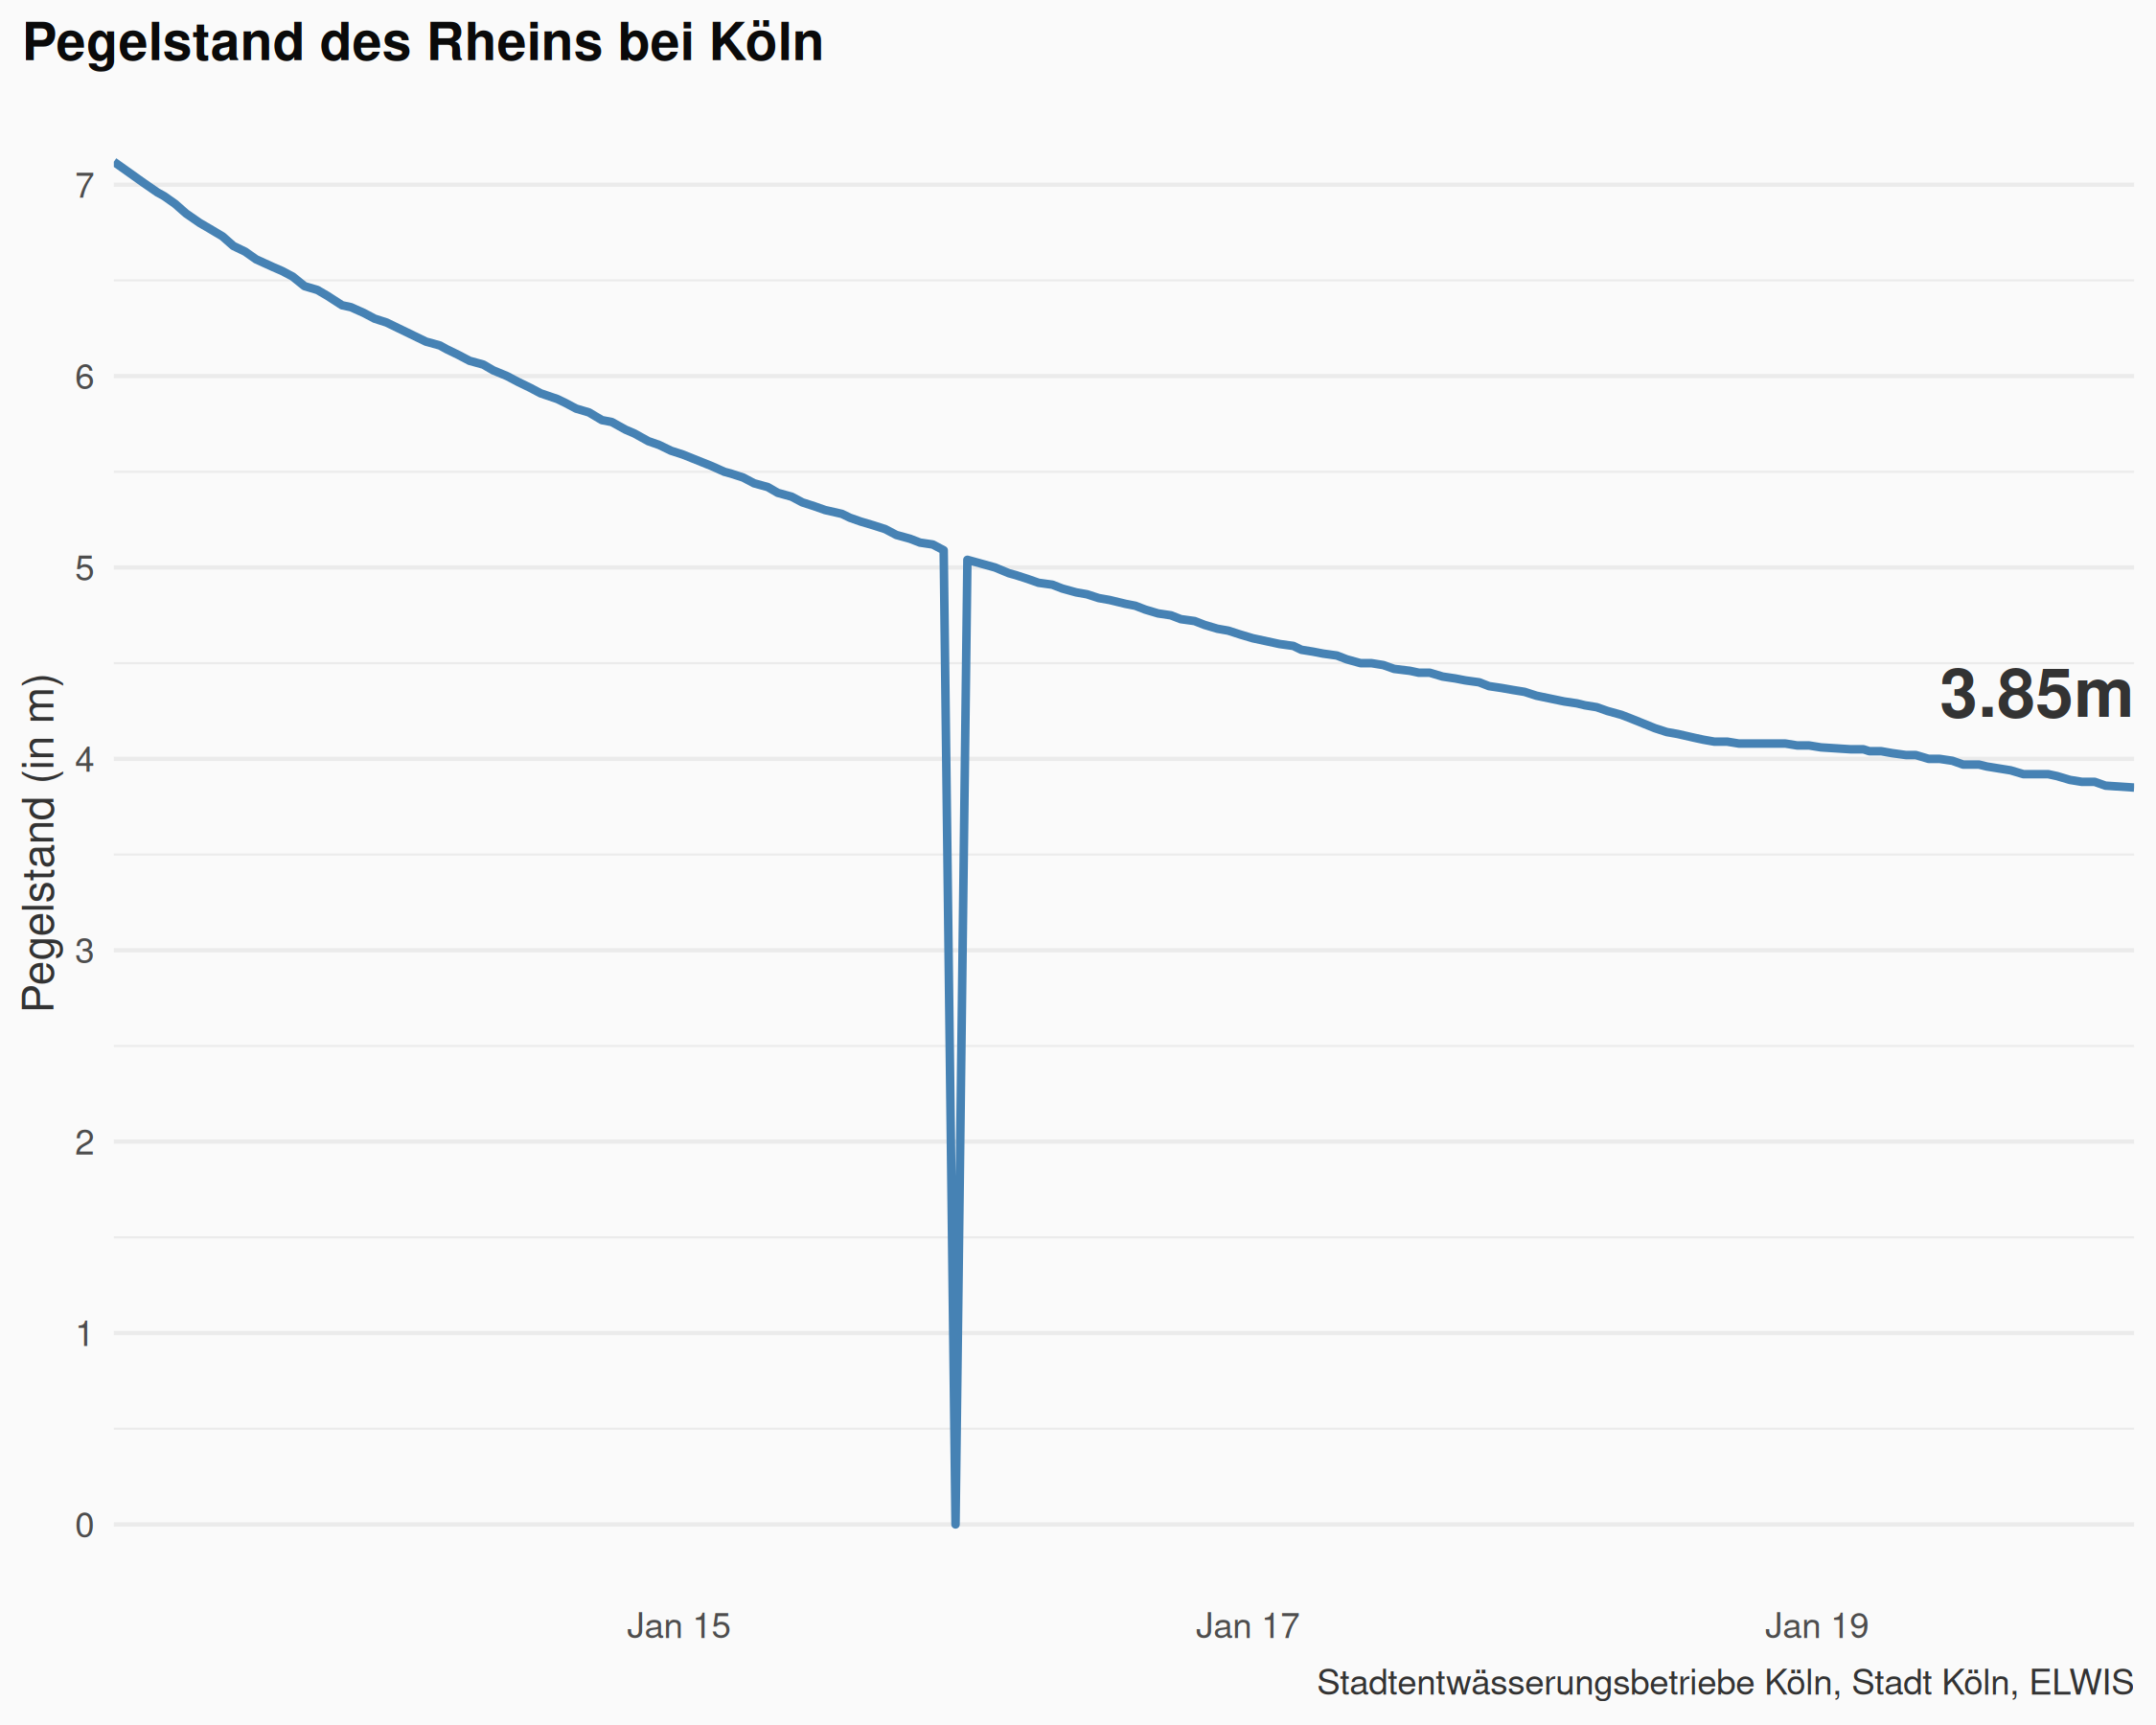 Pegelstand des Rheins bei Köln
7
6
5
4
3
2
1
0
Pegelstand (in m)
3.85m
Jan 15
Jan 17
Jan 19
Stadtentwässerungsbetriebe Köln, Stadt Köln, ELWIS